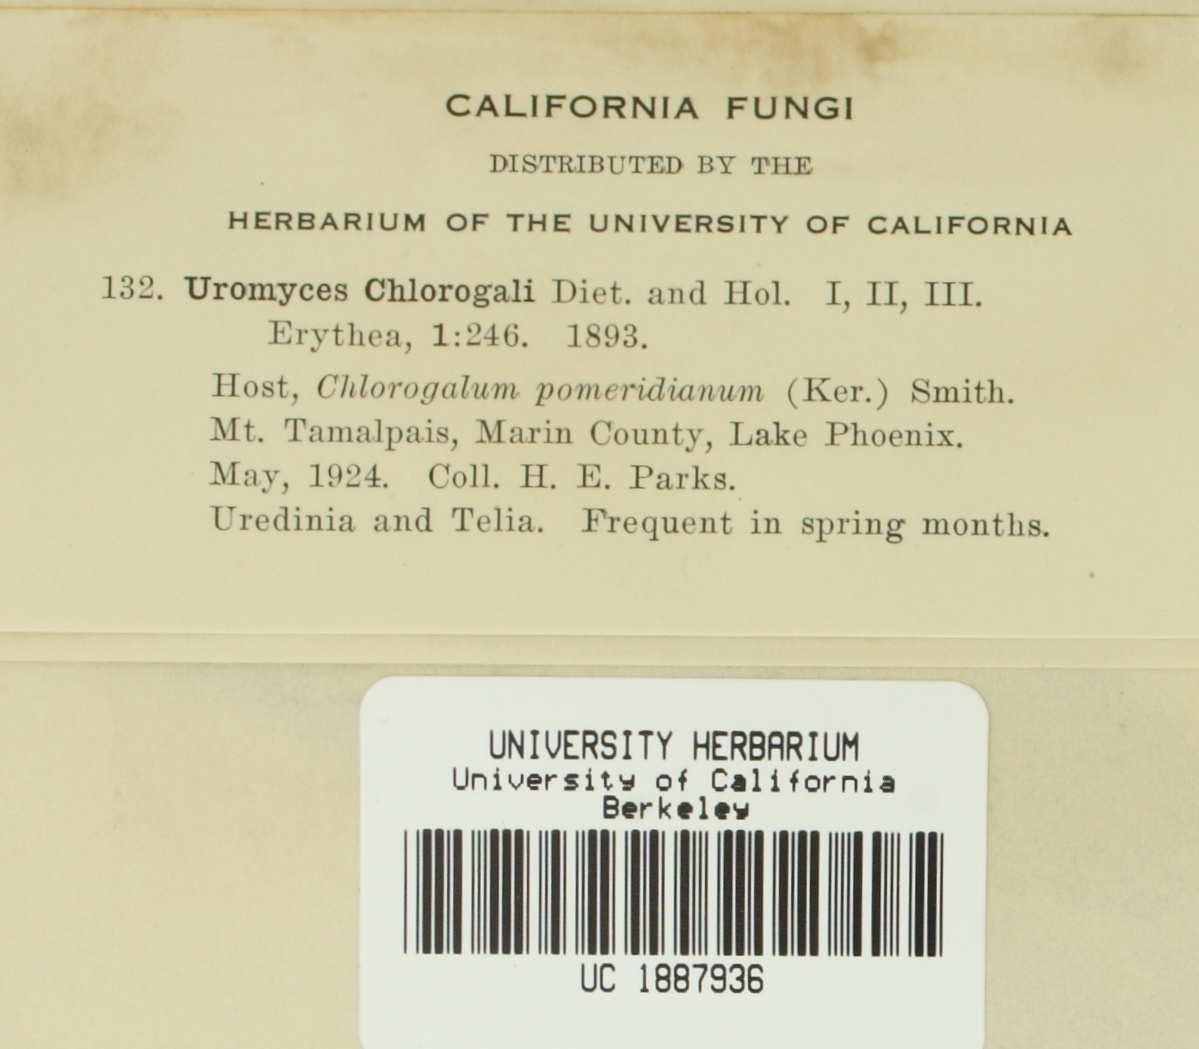 CALIFORNIA FUNGI
DISTRIBUTED BY THE
HERBARIUM OF THE UNIVERSITY OF CALIFORNIA
132. Uromyces Chlorogali Diet. and Hol. I, II, III.
Erythea, 1:246. 1893.
Host, Chlorogalum pomeridianum (Ker.) Smith.
Mt. Tamalpais, Marin County, Lake Phoenix.
May, 1924. Coll. H. E. Parks.
Uredinia and Telia. Frequent in spring months.
UNIVERSITY HERBARIUM
University of California
Berkeley
UC 1887936